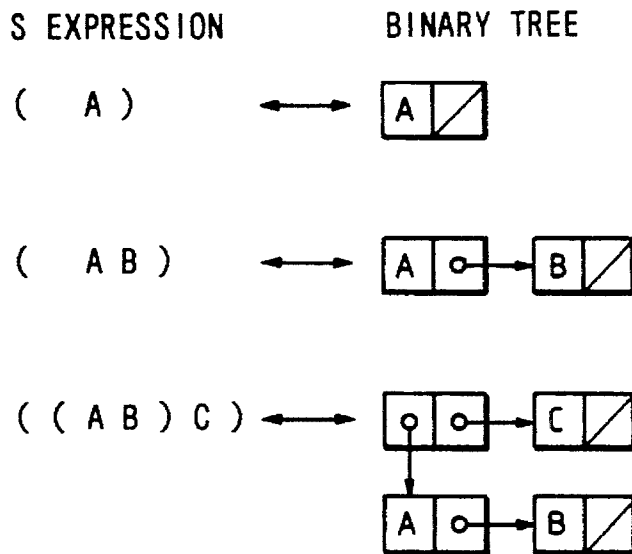 S EXPRESSION BINARY TREE
( A ) A
( A B ) A B
( ( A B ) C ) C
A B